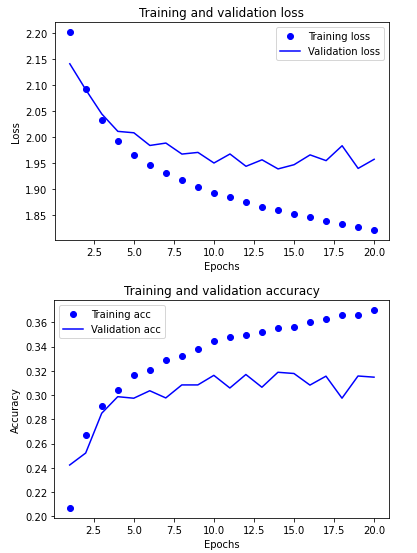 Training and validation loss
2.20
2.15
2.10
2.05
2.00
1.95
1.90
1.85
Loss
Training loss
Validation loss
2.5 5.0 7.5 10.0 12.5 15.0 17.5 20.0
Epochs
Training and validation accuracy
0.36
0.34
0.32
0.30
0.28
0.26
0.24
0.22
0.20
Accuracy
Training acc
Validation acc
2.5 5.0 7.5 10.0 12.5 15.0 17.5 20.0
Epochs